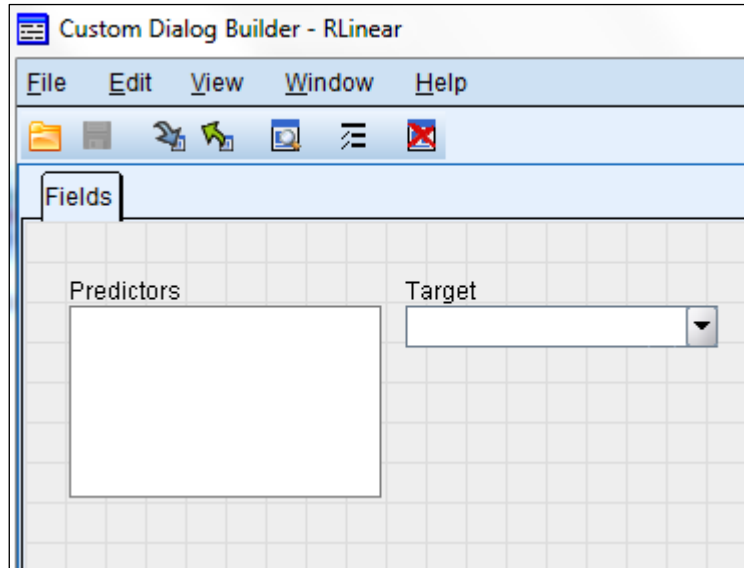 Custom Dialog Builder - RLinear
File Edit View Window Help
Fields
Predictors Target